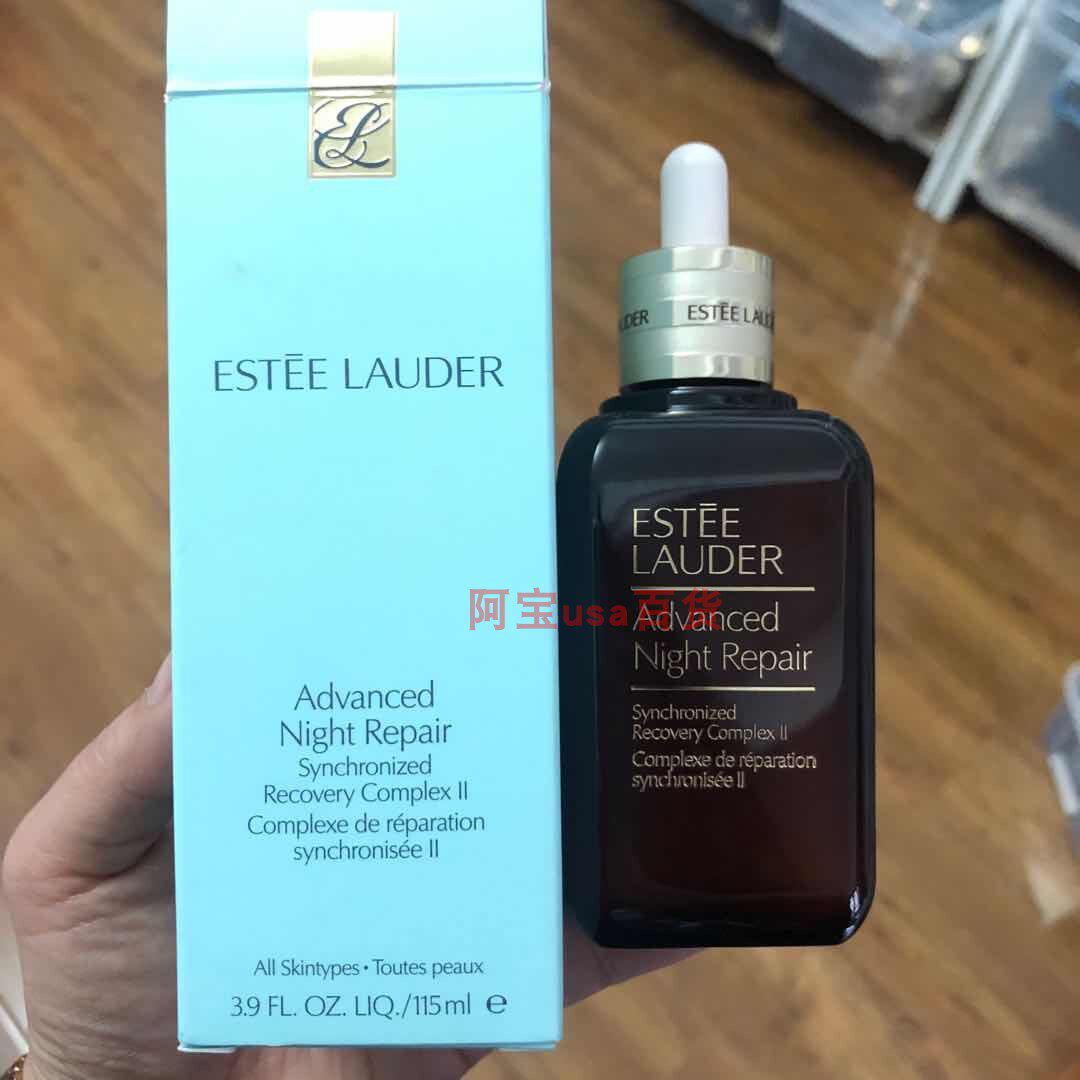 EL
ESTĒE LAUDER
Advanced
Night Repair
Synchronized
Recovery Complex II
Complexe de réparation
synchronisée II
All Skintypes • Toutes peaux
3.9 FL. OZ. LIQ./115ml ℮
UDER ESTĒE LAUD
ESTĒE
LAUDER
Advanced
Night Repair
Synchronized
Recovery Complex II
Complexe de réparation
synchronisée II
阿宝usa百货